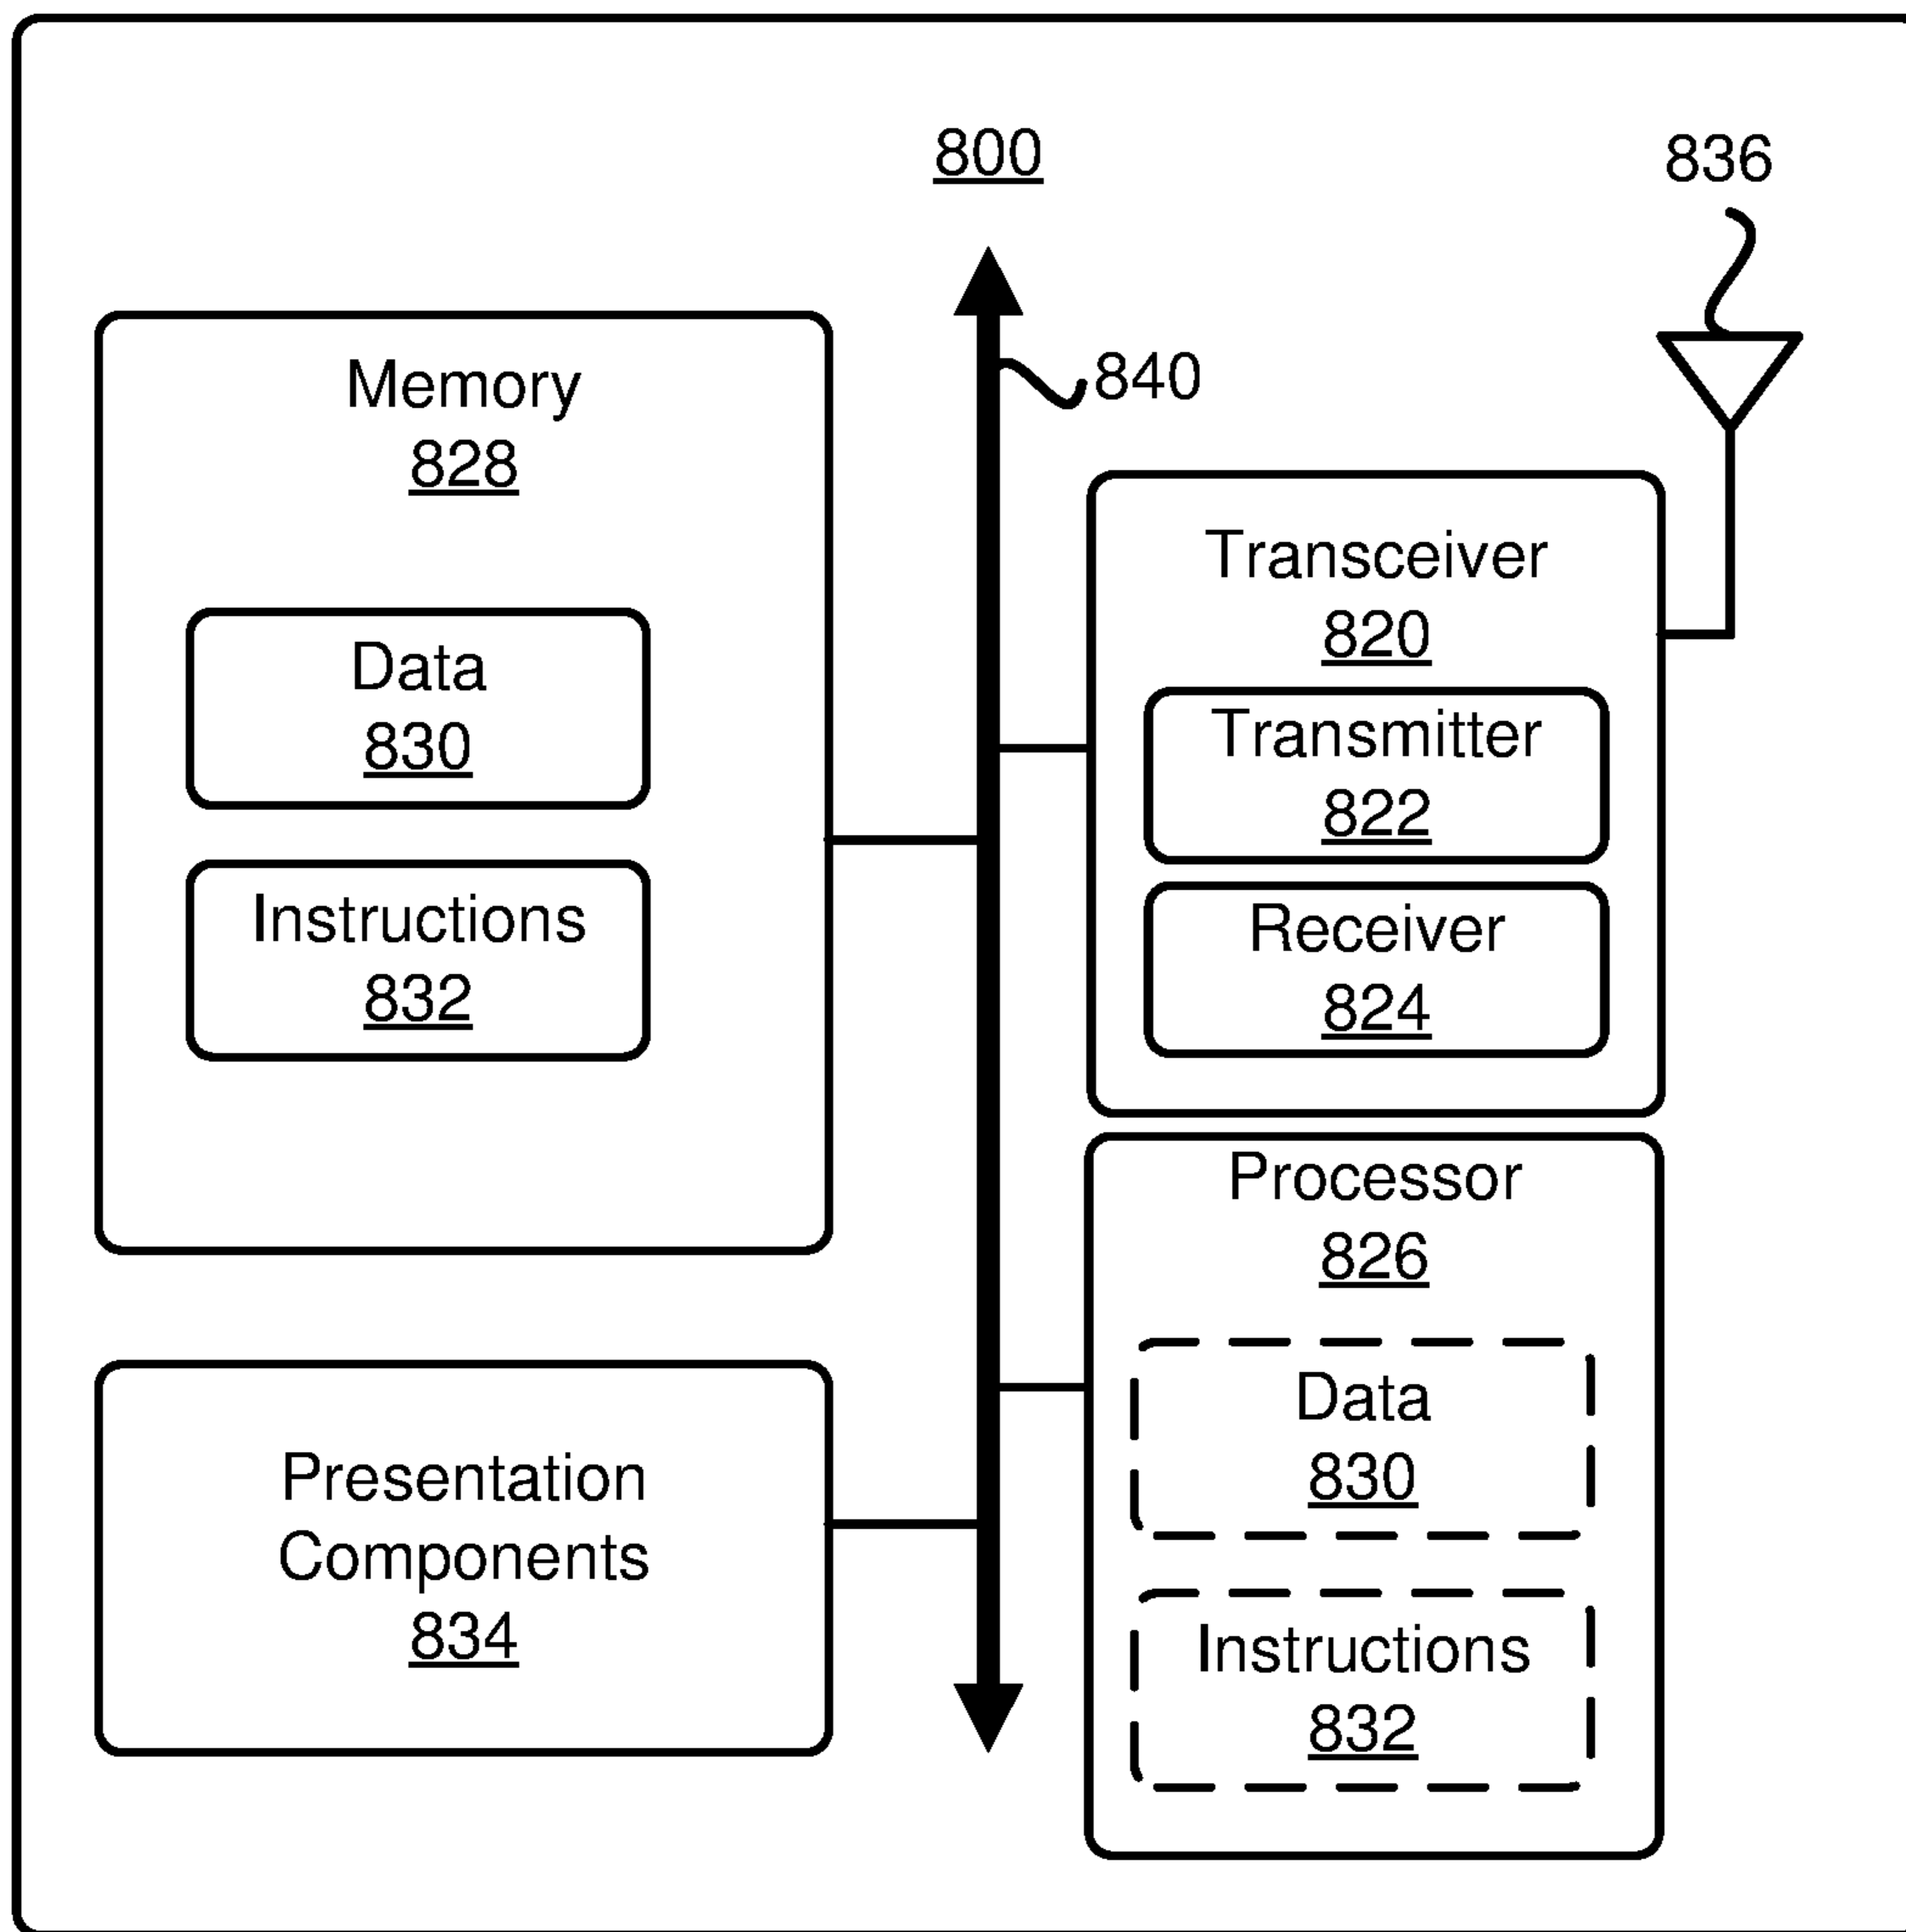 800
836
840
Memory
828
Data
830
Instructions
832
Transceiver
820
Transmitter
822
Receiver
824
Presentation
Components
834
Processor
826
Data
830
Instructions
832